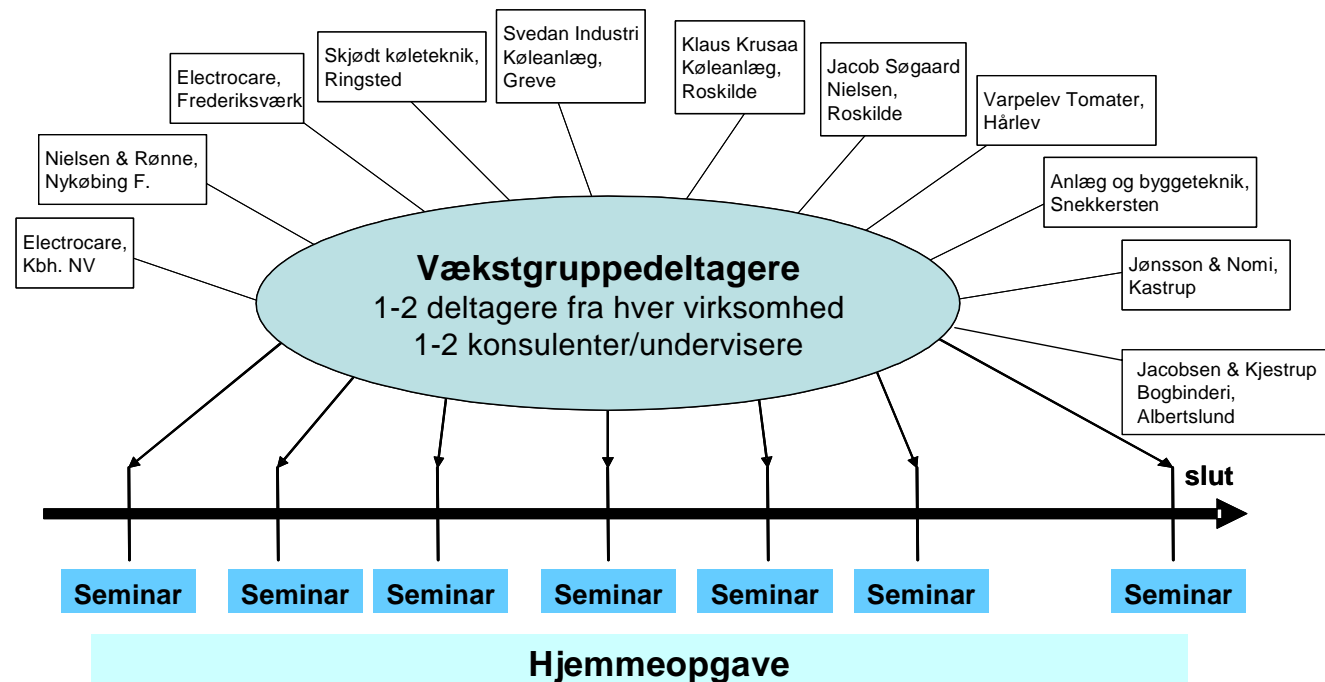 Svedan Industri
Køleanlæg,
Greve
Klaus Krusaa
Køleanlæg,
Roskilde
Skjødt køleteknik,
Ringsted
Jacob Søgaard
Nielsen,
Roskilde
Electrocare,
Frederiksværk
Varpelev Tomater,
Hårlev
Nielsen & Rønne,
Nykøbing F.
Anlæg og byggeteknik,
Snekkersten
Electrocare,
Kbh. NV
Jønsson & Nomi,
Kastrup
Jacobsen & Kjestrup
Bogbinderi,
Albertslund
Vækstgruppedeltagere
1-2 deltagere fra hver virksomhed
1-2 konsulenter/undervisere
slut
Seminar
Seminar
Seminar
Seminar
Seminar
Seminar
Seminar
Hjemmeopgave